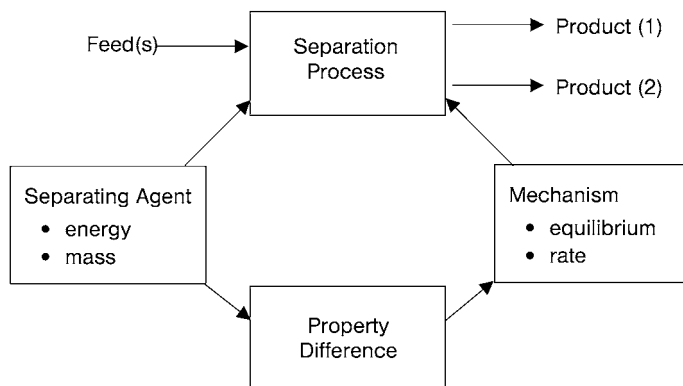 Feed(s)
Separation
Process
Product (1)
Product (2)
Separating Agent
• energy
• mass
Mechanism
• equilibrium
• rate
Property
Difference